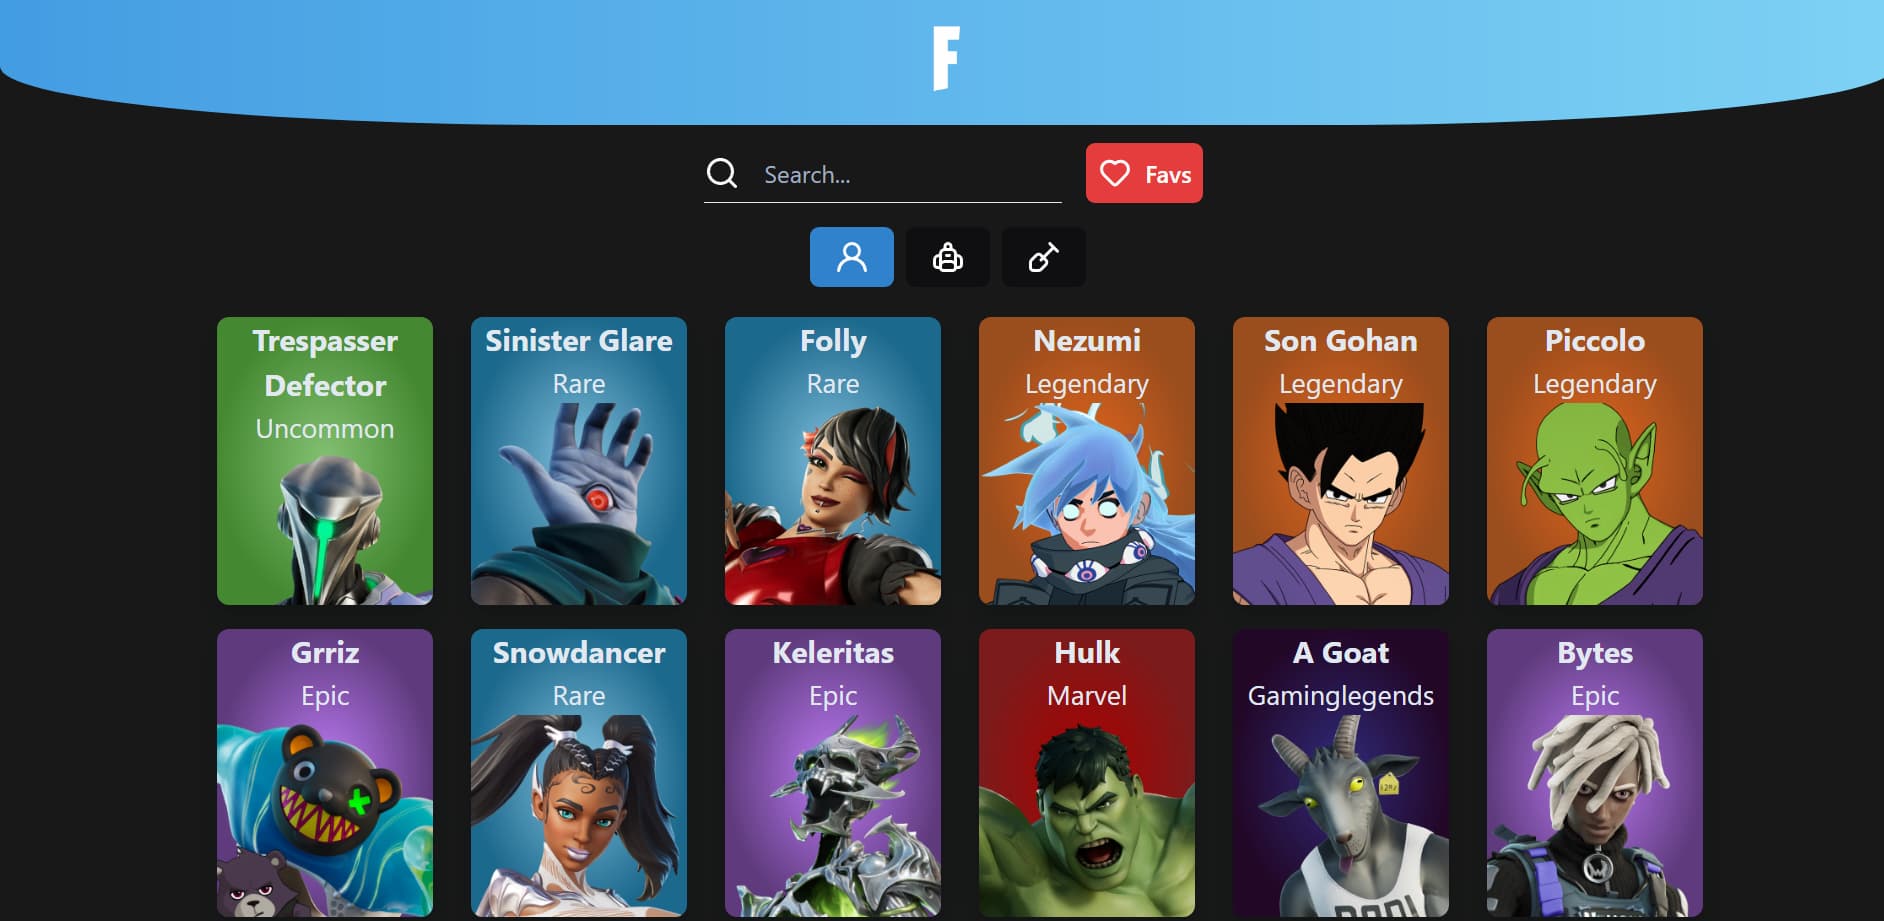 F
Search...
Favs
Trespasser
Defector
Uncommon
Sinister Glare
Rare
Folly
Rare
Nezumi
Legendary
Son Gohan
Legendary
Piccolo
Legendary
Grriz
Epic
Snowdancer
Rare
Keleritas
Epic
Hulk
Marvel
A Goat
Gaminglegends
Bytes
Epic
W